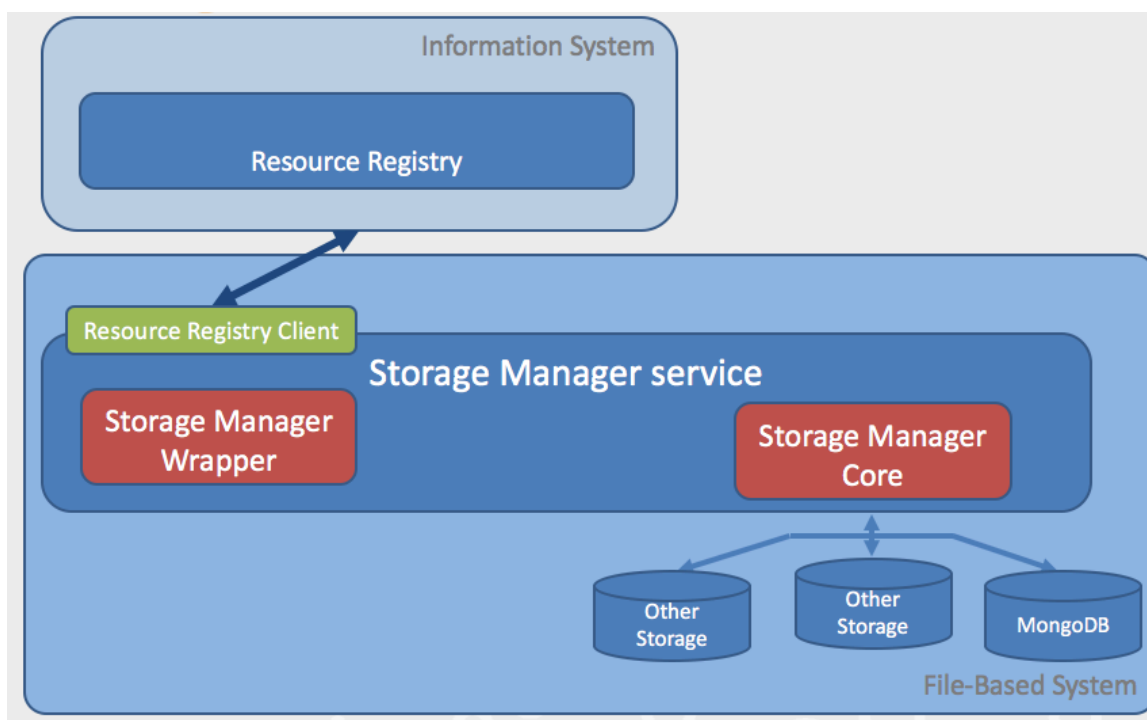 Information System
Resource Registry
Resource Registry Client
Storage Manager service
Storage Manager
Wrapper
Storage Manager
Core
Other
Storage
Other
Storage
MongoDB
File-Based System